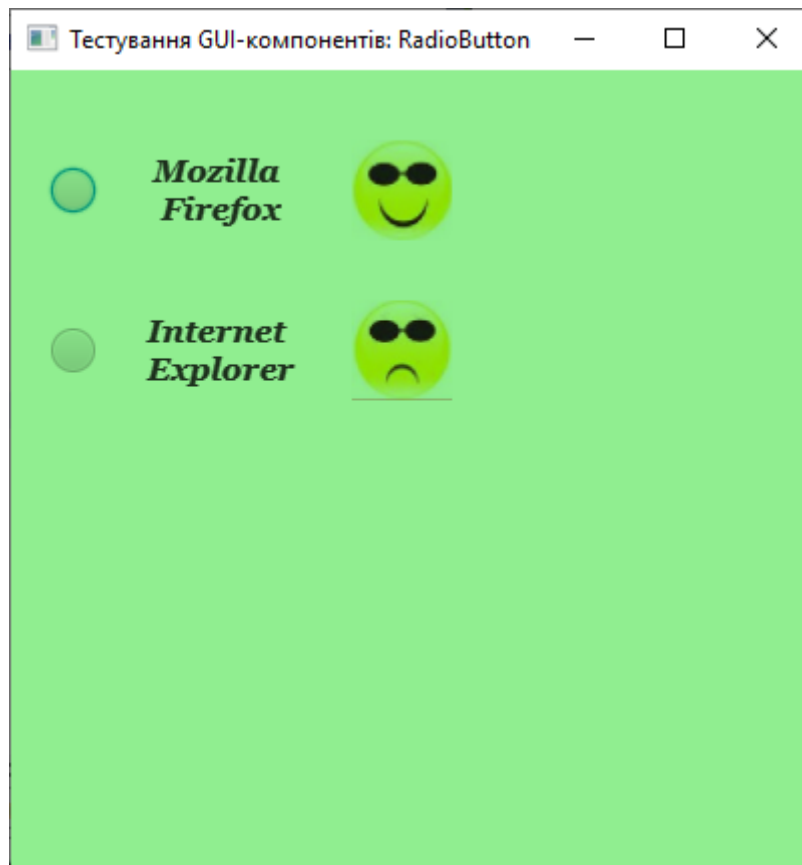 Тестування GUI-компонентів: RadioButton
Mozilla
Firefox
Internet
Explorer